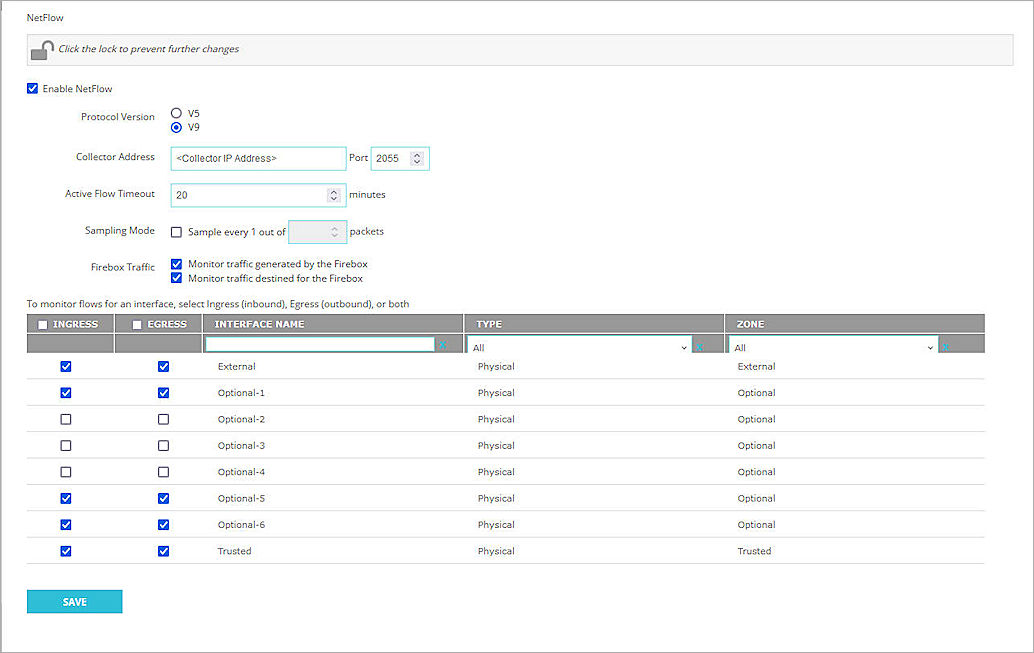 NetFlow
Click the lock to prevent further changes
Enable NetFlow
Protocol Version V5
V9
Collector Address <Collector IP Address> Port 2055
Active Flow Timeout 20 minutes
Sampling Mode Sample every 1 out of packets
Firebox Traffic Monitor traffic generated by the Firebox
Monitor traffic destined for the Firebox
To monitor flows for an interface, select Ingress (inbound), Egress (outbound), or both
INGRESS EGRESS INTERFACE NAME TYPE ZONE
X All X All X
External Physical External
Optional-1 Physical Optional
Optional-2 Physical Optional
Optional-3 Physical Optional
Optional-4 Physical Optional
Optional-5 Physical Optional
Optional-6 Physical Optional
Trusted Physical Trusted
SAVE